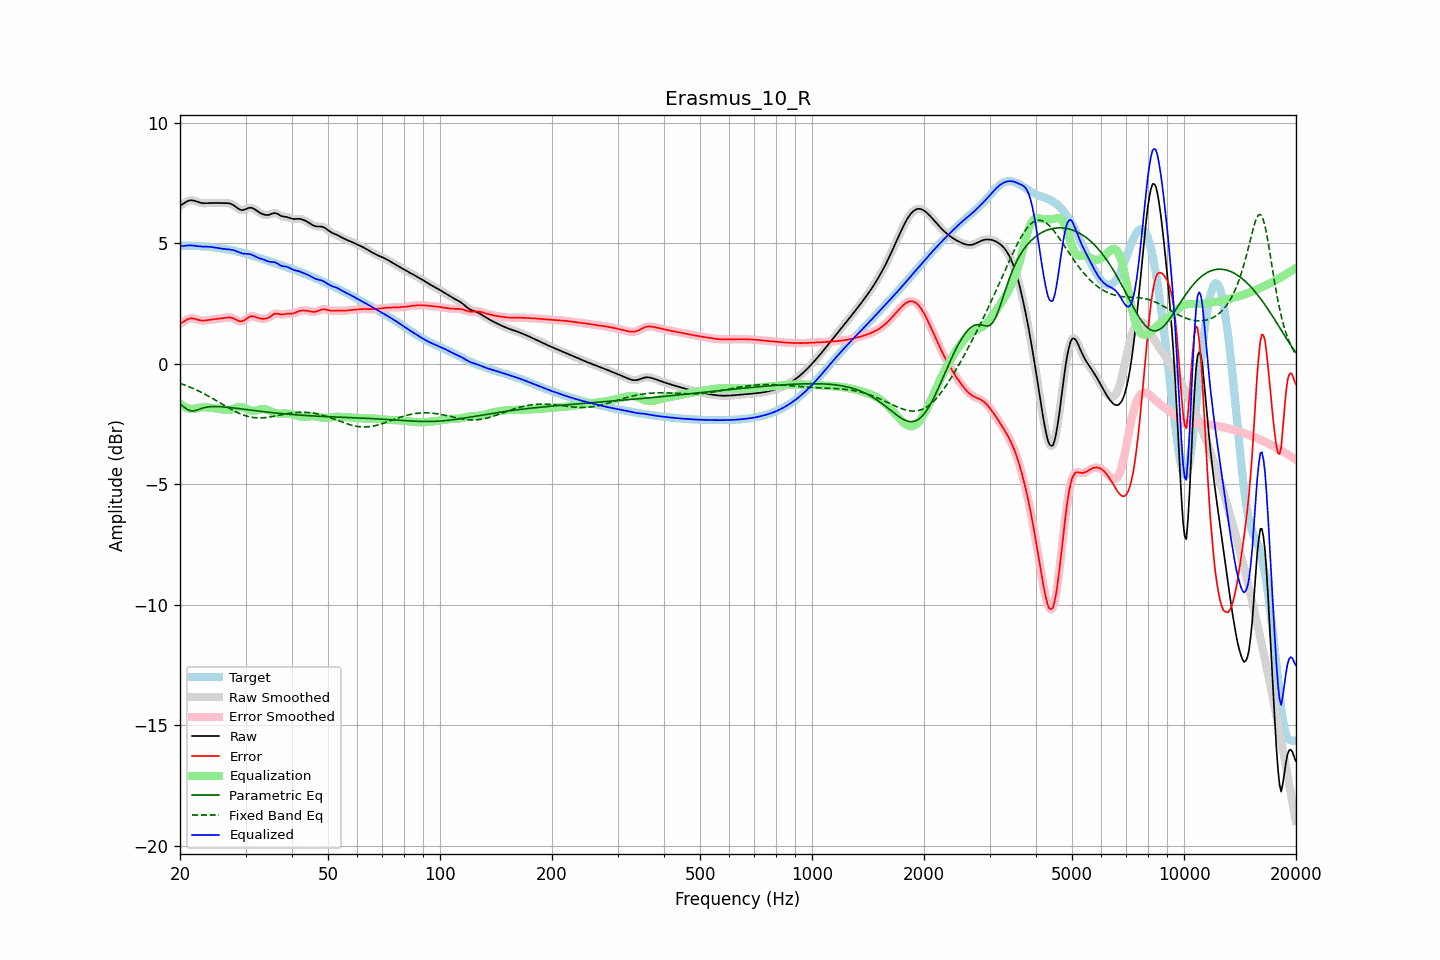 Erasmus_10_R
10
5
0
−5
−10
−15
−20
Amplitude (dBr)
Target
Raw Smoothed
Error Smoothed
Raw
Error
Equalization
Parametric Eq
Fixed Band Eq
Equalized
20 50 100 200 500 1000 2000 5000 10000 20000
Frequency (Hz)